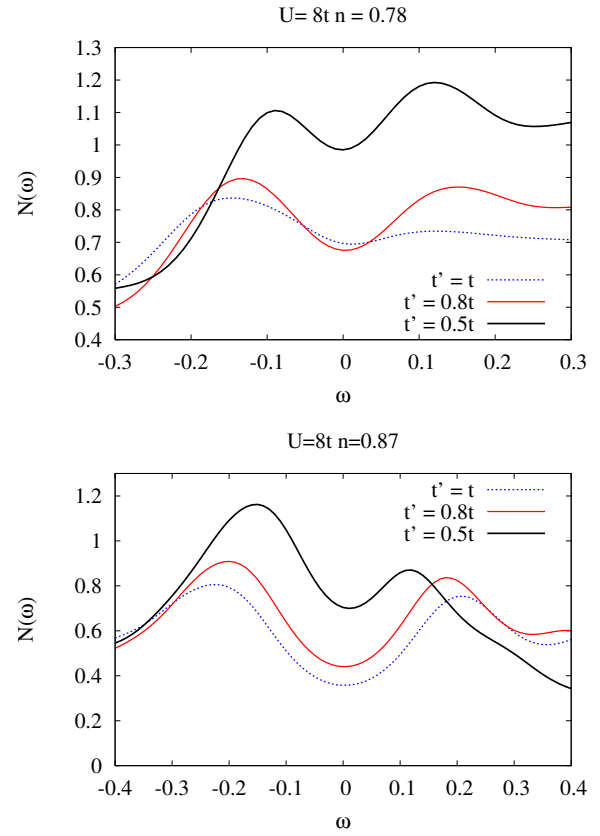 U= 8t n = 0.78
1.3
1.2
1.1
1
0.9
0.8
0.7
0.6
0.5
0.4
N(ω)
t' = t
t' = 0.8t
t' = 0.5t
-0.3 -0.2 -0.1 0 0.1 0.2 0.3
ω
U=8t n=0.87
1.2
1
0.8
0.6
0.4
0.2
0
N(ω)
t' = t
t' = 0.8t
t' = 0.5t
-0.4 -0.3 -0.2 -0.1 0 0.1 0.2 0.3 0.4
ω